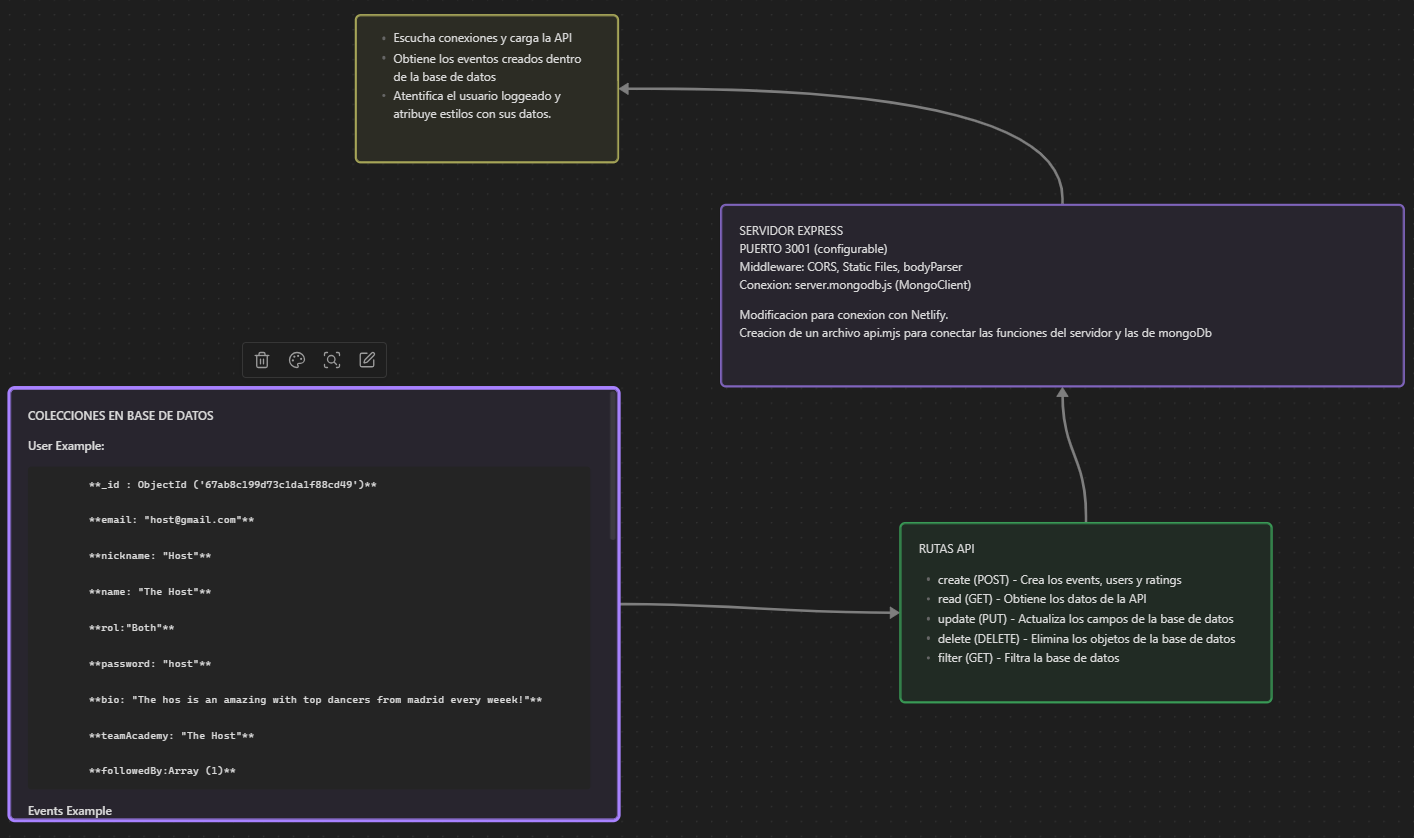 Escucha conexiones y carga la API
Obtiene los eventos creados dentro
de la base de datos
Atentifica el usuario loggeado y
atribuye estilos con sus datos.
SERVIDOR EXPRESS
PUERTO 3001 (configurable)
Middleware: CORS, Static Files, bodyParser
Conexion: server.mongodb.js (MongoClient)
Modificacion para conexion con Netlify.
Creacion de un archivo api.mjs para conectar las funciones del servidor y las de mongoDb
COLECCIONES EN BASE DE DATOS
User Example:
**_id : ObjectId ('67ab8c199d73c1da1f88cd49')**
**email: "host@gmail.com"**
**nickname: "Host"**
**name: "The Host"**
**rol:"Both"**
**password: "host"**
**bio: "The hos is an amazing with top dancers from madrid every weeek!"**
**teamAcademy: "The Host"**
**followedBy:Array (1)**
Events Example
RUTAS API
create (POST) - Crea los events, users y ratings
read (GET) - Obtiene los datos de la API
update (PUT) - Actualiza los campos de la base de datos
delete (DELETE) - Elimina los objetos de la base de datos
filter (GET) - Filtra la base de datos